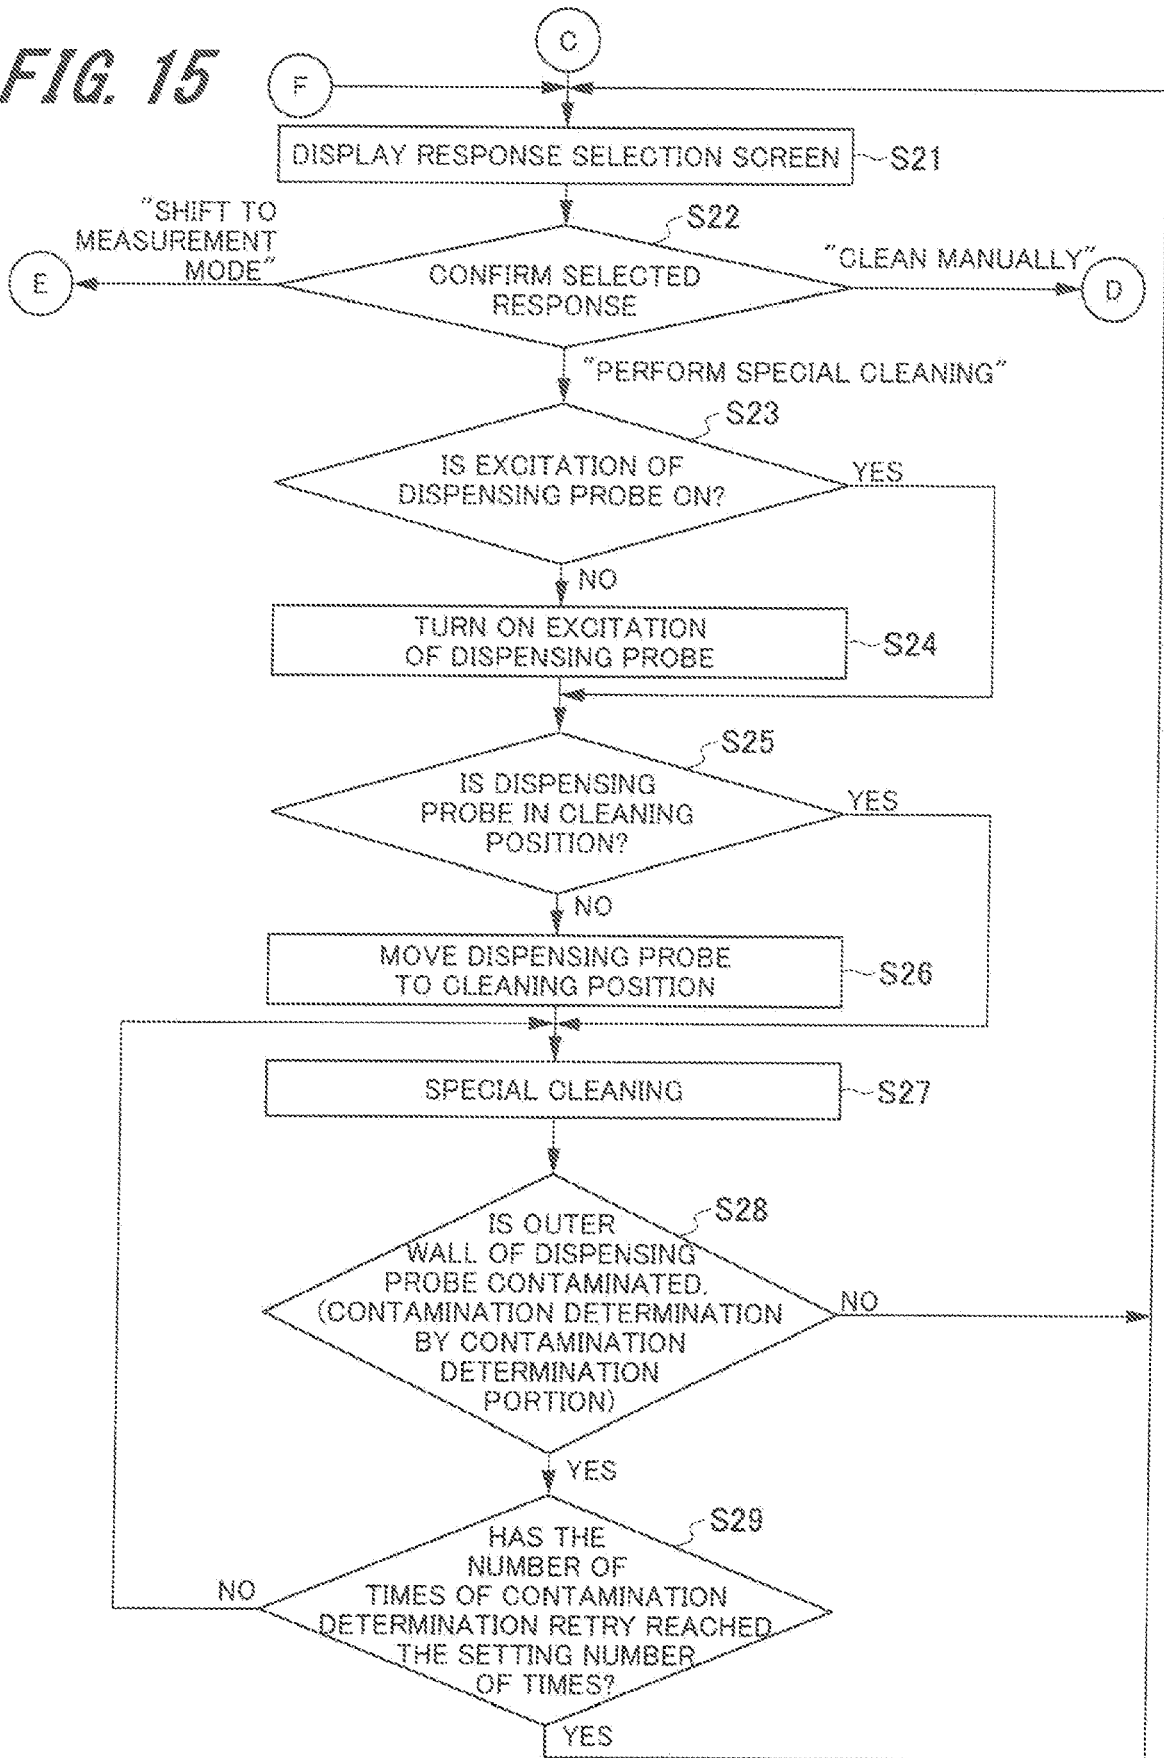 FIG. 15
C
F
DISPLAY RESPONSE SELECTION SCREEN
S21
"SHIFT TO
MEASUREMENT
MODE"
S22
"CLEAN MANUALLY"
E
CONFIRM SELECTED
RESPONSE
D
"PERFORM SPECIAL CLEANING"
S23
IS EXCITATION OF
DISPENSING PROBE ON?
YES
NO
TURN ON EXCITATION
OF DISPENSING PROBE
S24
S25
IS DISPENSING
PROBE IN CLEANING
POSITION?
YES
NO
MOVE DISPENSING PROBE
TO CLEANING POSITION
S26
SPECIAL CLEANING
S27
S28
IS OUTER
WALL OF DISPENSING
PROBE CONTAMINATED.
(CONTAMINATION DETERMINATION
BY CONTAMINATION
DETERMINATION
PORTION)
NO
YES
S29
HAS THE
NUMBER OF
TIMES OF CONTAMINATION
DETERMINATION RETRY REACHED
THE SETTING NUMBER
OF TIMES?
NO
YES